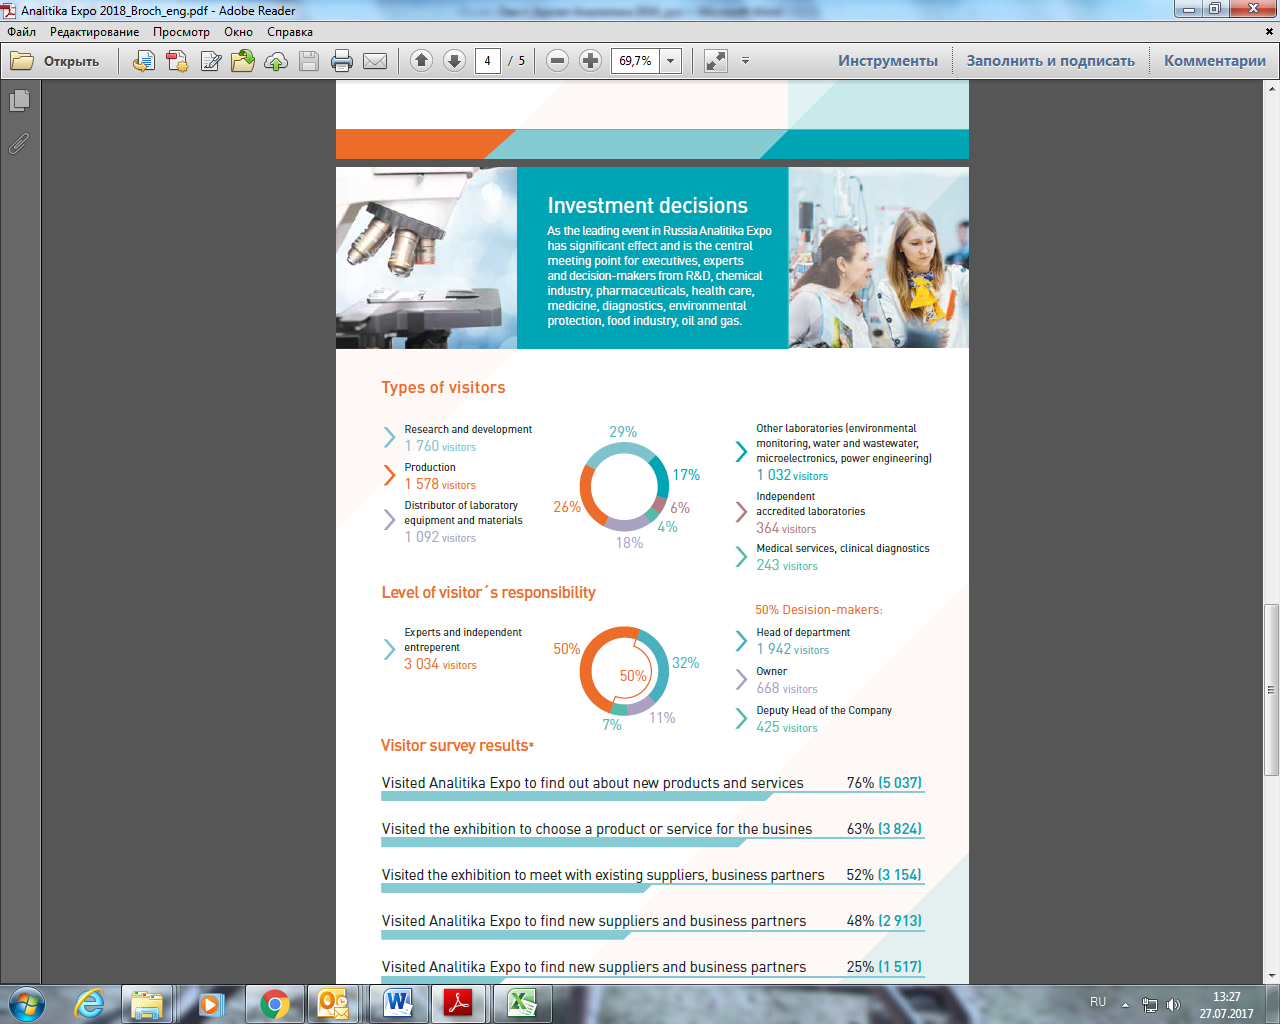 Analitika Expo 2018_Broch_eng.pdf - Adobe Reader
Файл Редактирование Просмотр Окно Справка
Открыть 4 / 5 69,7% Инструменты Заполнить и подписать Комментарии
Investment decisions
As the leading event in Russia Analitika Expo
has significant effect and is the central
meeting point for executives, experts
and decision-makers from R&D, chemical
industry, pharmaceuticals, health care,
medicine, diagnostics, environmental
protection, food industry, oil and gas.
Types of visitors
Research and development
1 760 visitors
Production
1 578 visitors
Distributor of laboratory
equipment and materials
1 092 visitors
29%
17%
6%
4%
18%
26%
Other laboratories (environmental
monitoring, water and wastewater,
microelectronics, power engineering)
1 032 visitors
Independent
accredited laboratories
364 visitors
Medical services, clinical diagnostics
243 visitors
Level of visitor´s responsibility
Experts and independent
entreperent
3 034 visitors
50%
32%
50%
11%
7%
50% Desision-makers:
Head of department
1 942 visitors
Owner
668 visitors
Deputy Head of the Company
425 visitors
Visitor survey results*
Visited Analitika Expo to find out about new products and services 76% (5 037)
Visited the exhibition to choose a product or service for the busines 63% (3 824)
Visited the exhibition to meet with existing suppliers, business partners 52% (3 154)
Visited Analitika Expo to find new suppliers and business partners 48% (2 913)
Visited Analitika Expo to find new suppliers and business partners 25% (1 517)
RU
13:27
27.07.2017